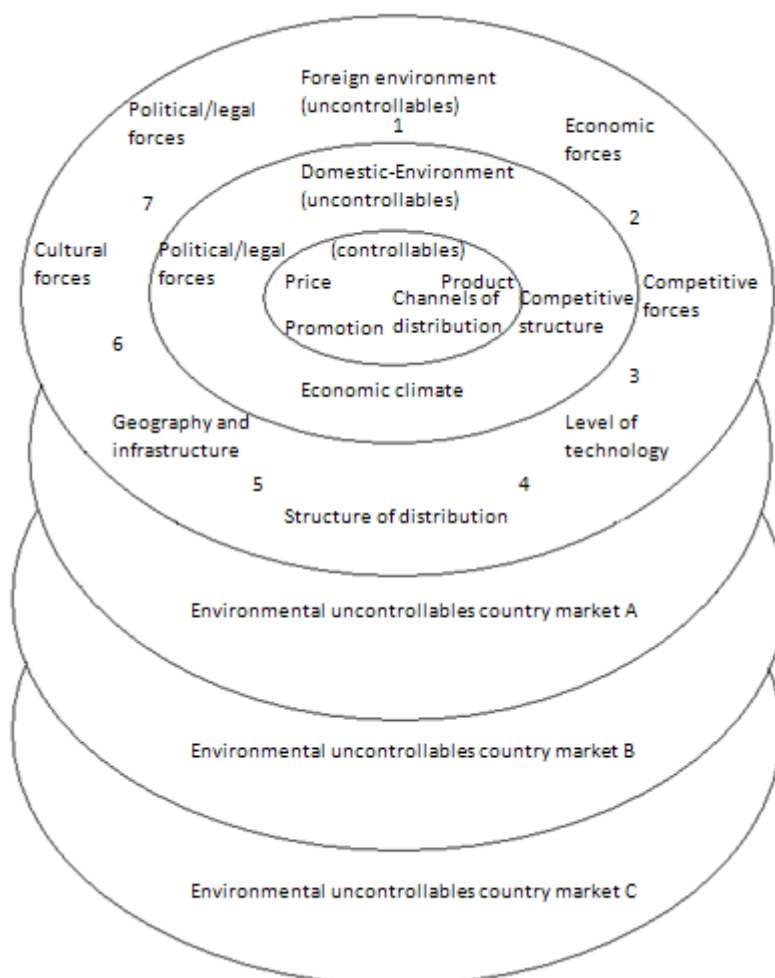 Foreign environment
(uncontrollables)
1
Political/legal
forces
Economic
forces
7
2
Domestic-Environment
(uncontrollables)
Cultural
forces
Political/legal
forces
(controllables)
Price
Product
Channels of
distribution
Promotion
Competitive
structure
Competitive
forces
6
3
Economic climate
Geography and
infrastructure
Level of
technology
5
4
Structure of distribution
Environmental uncontrollables country market A
Environmental uncontrollables country market B
Environmental uncontrollables country market C